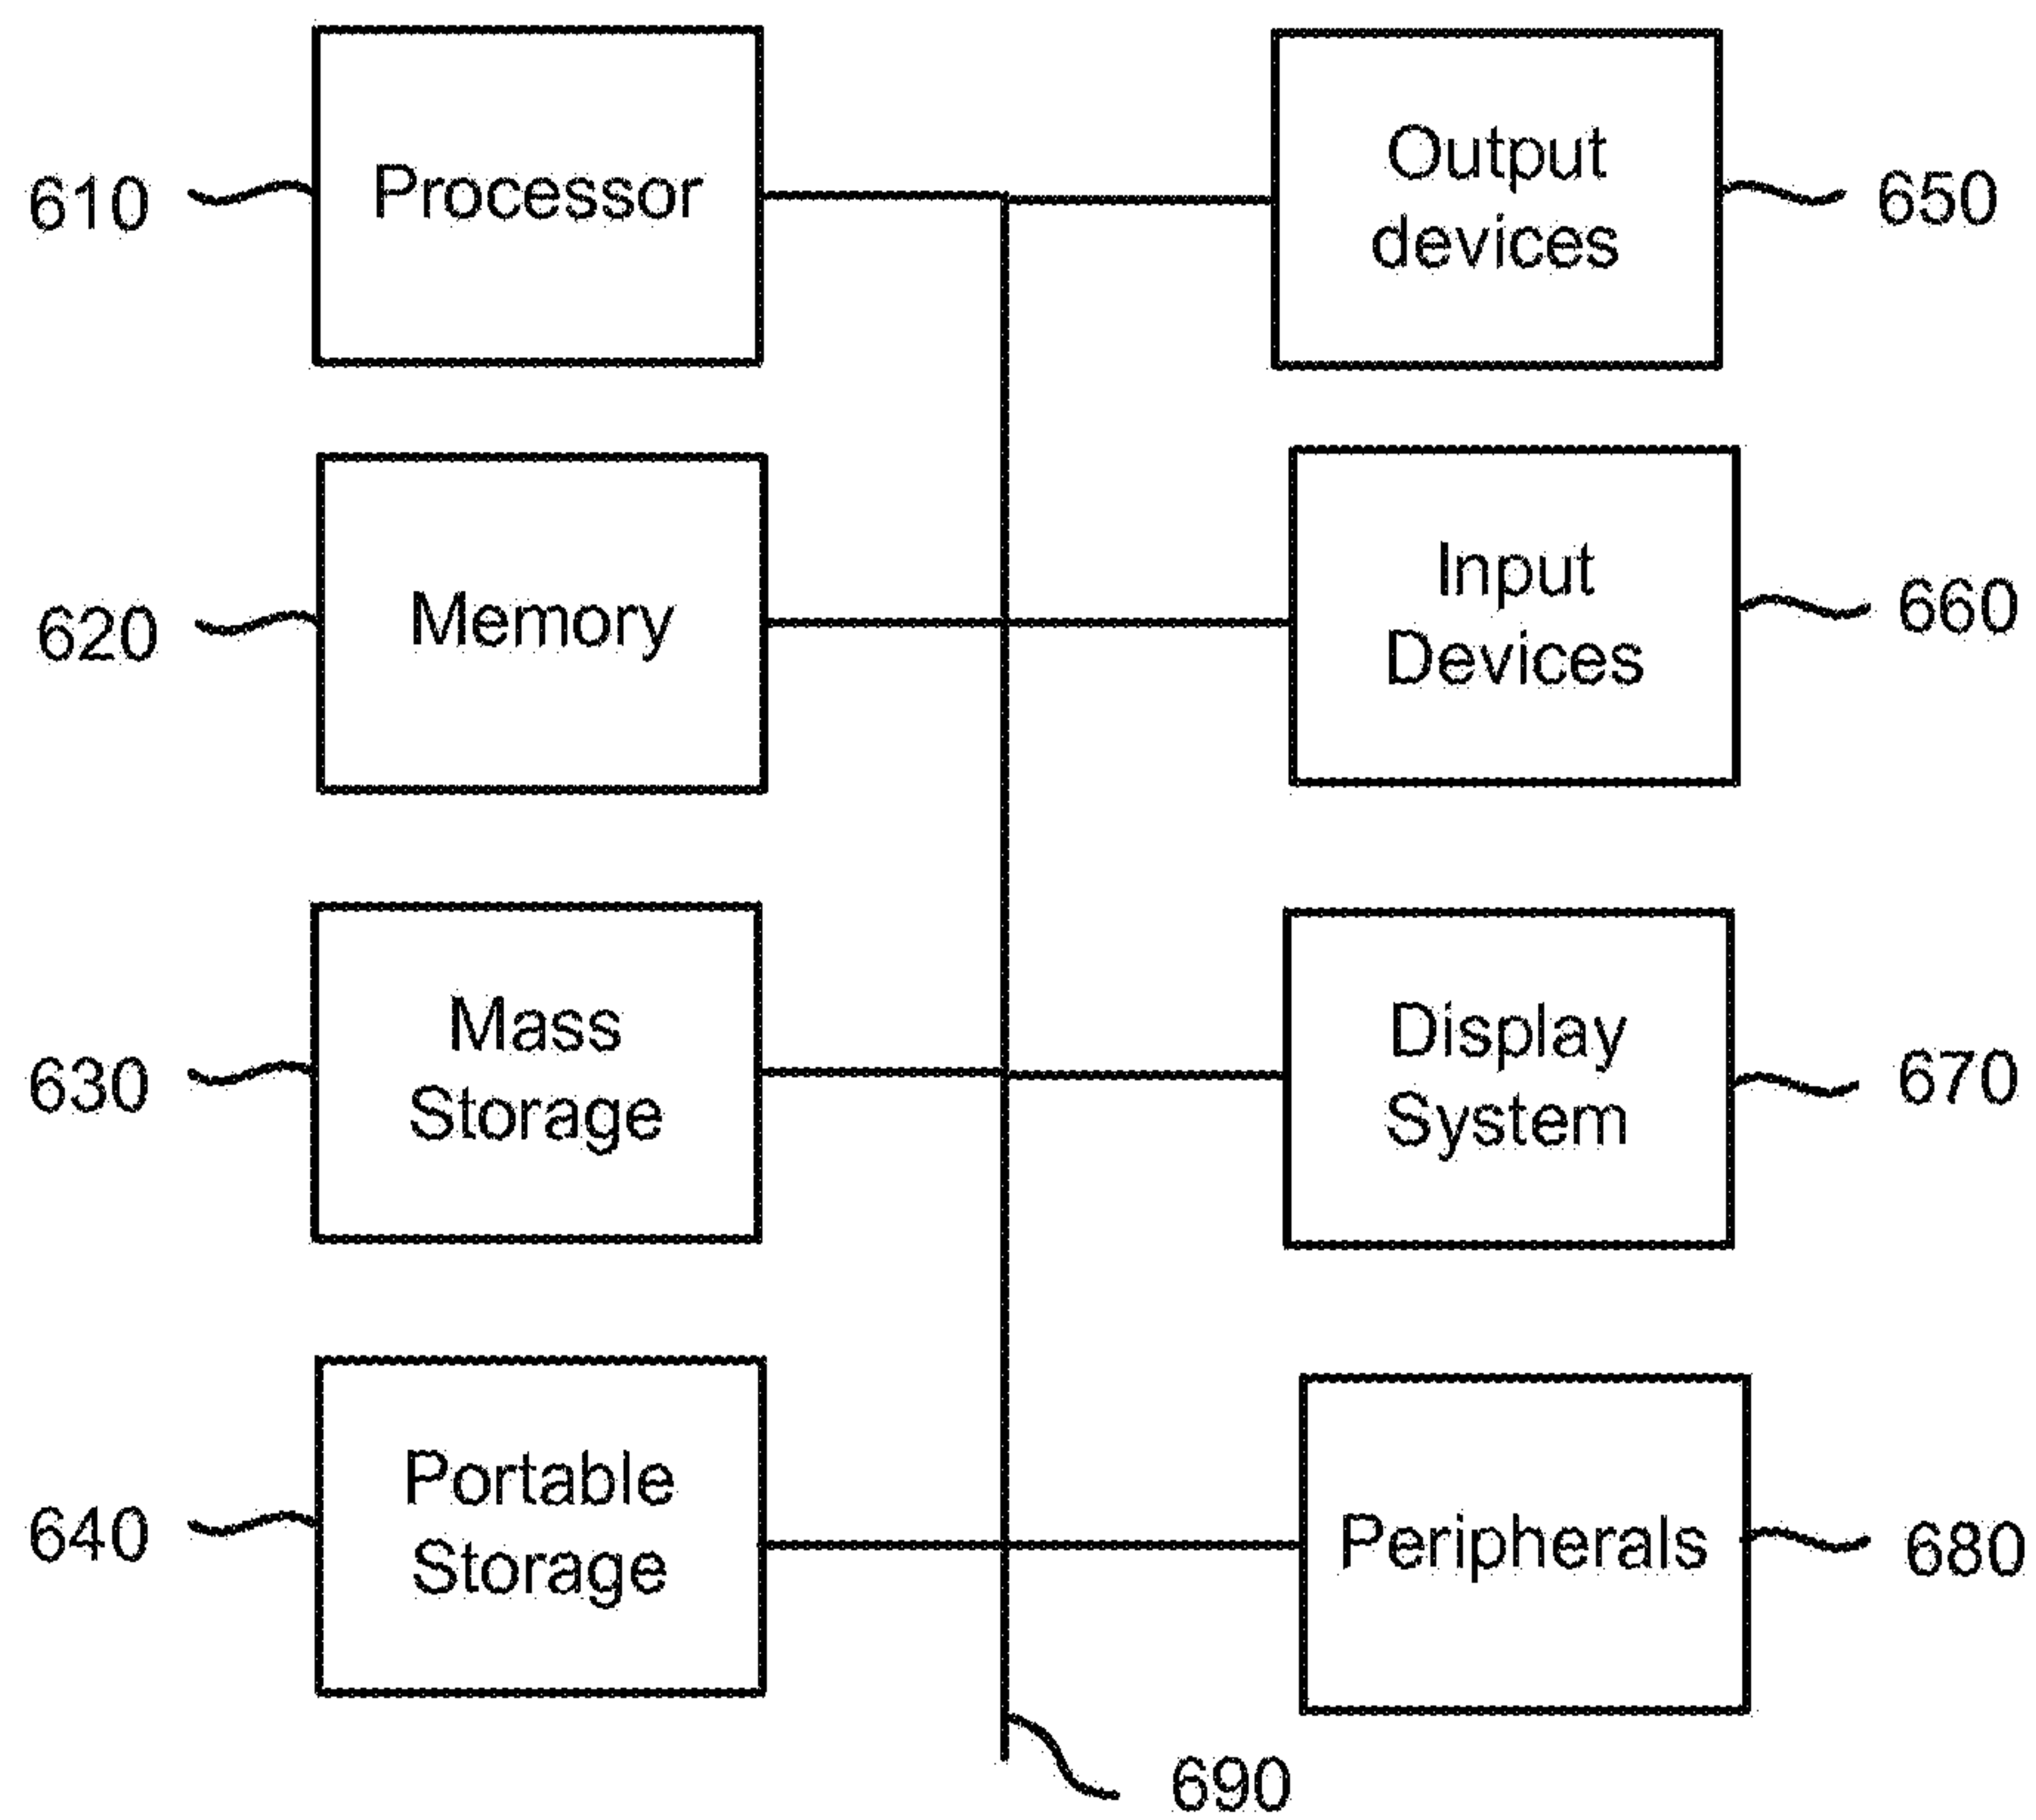 610
Processor
Output
devices
650
620
Memory
Input
Devices
660
630
Mass
Storage
Display
System
670
640
Portable
Storage
Peripherals
680
690